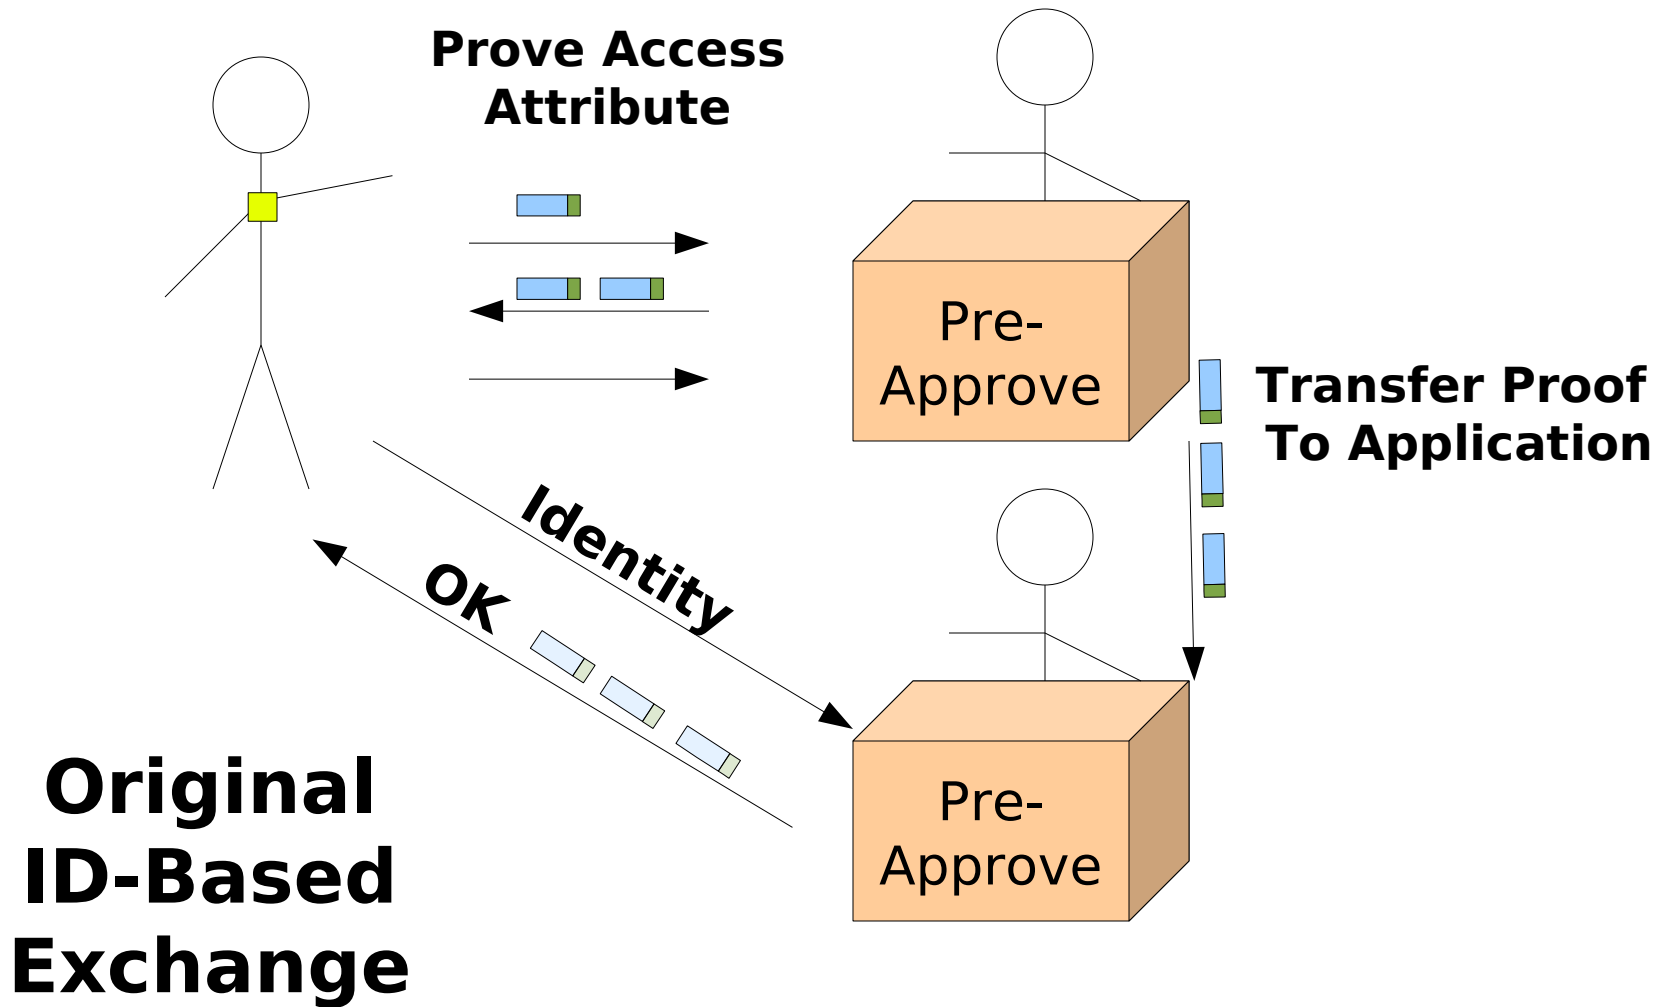 Prove Access
Attribute
Pre-
Approve
Transfer Proof
To Application
Identity
OK
Pre-
Approve
Original
ID-Based
Exchange